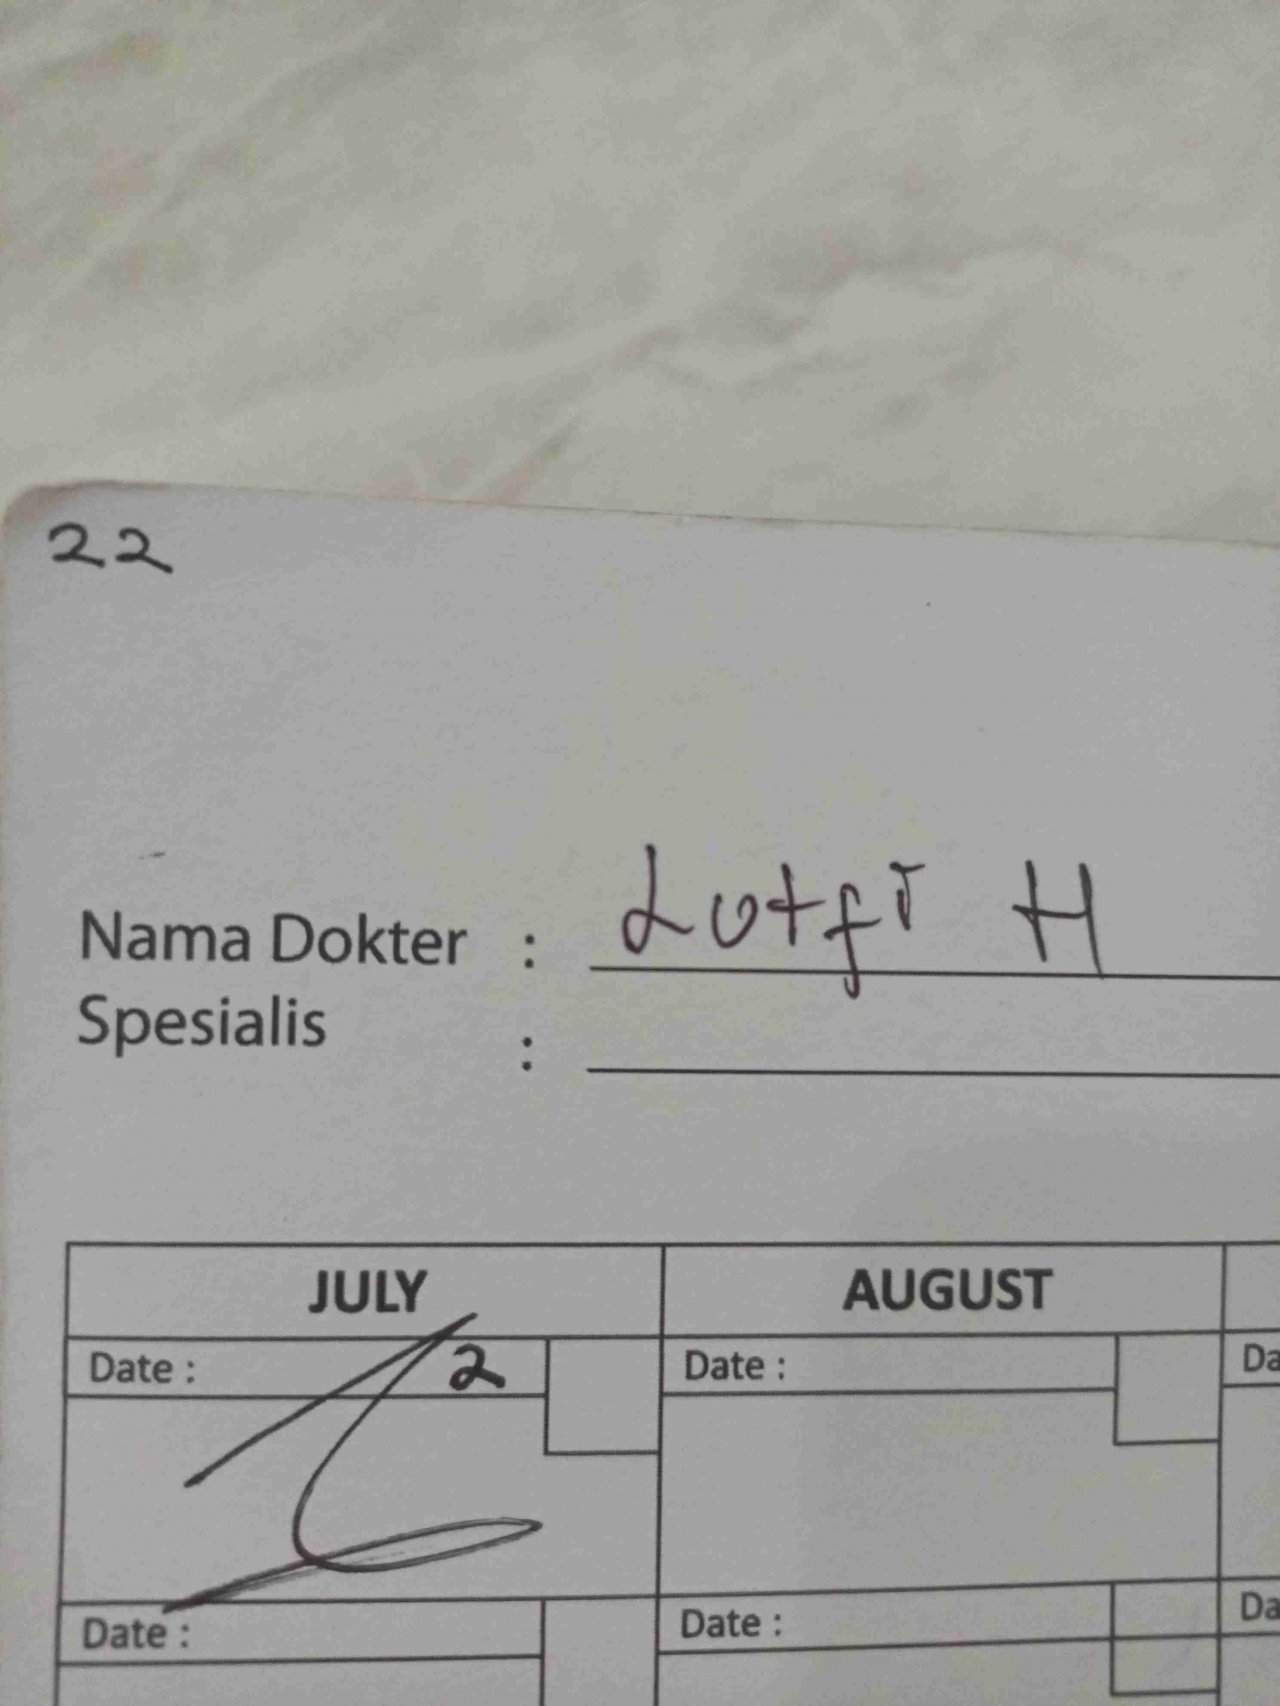 22
Nama Dokter : Lutfi H
Spesialis :
JULY AUGUST
Date : 2 Date : Da
Date : Date : Da